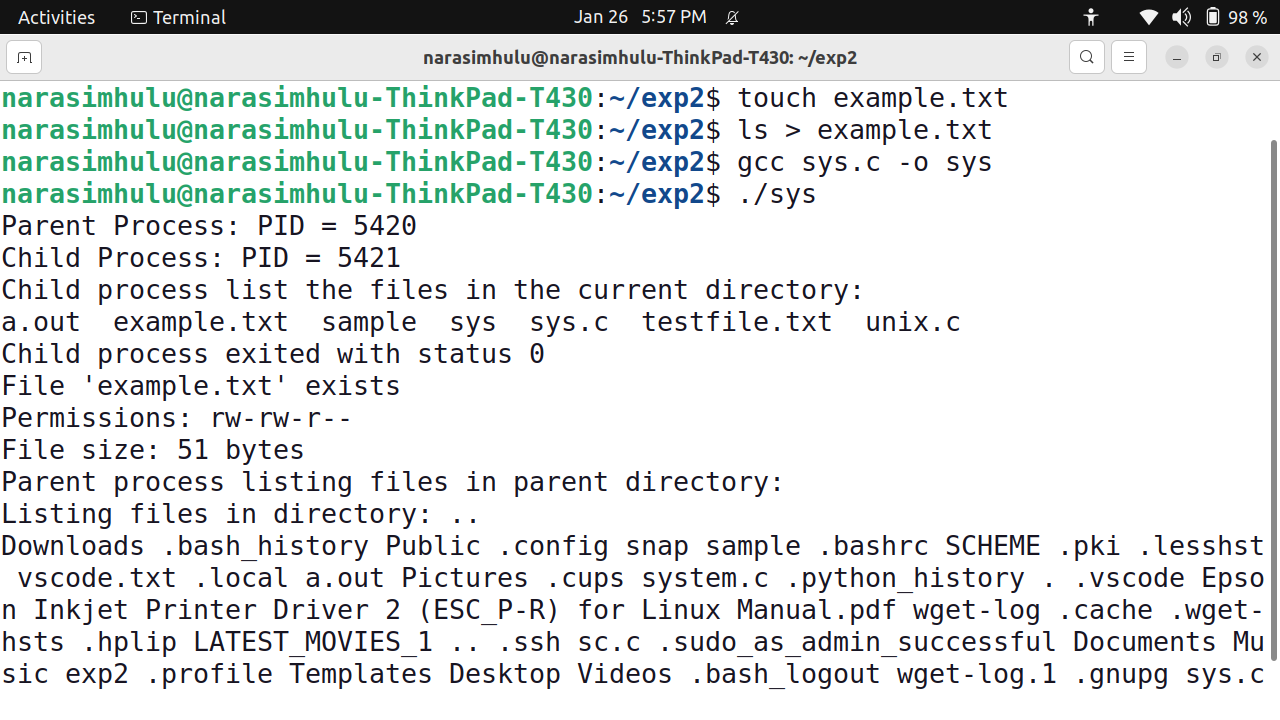 Activities Terminal Jan 26 5:57 PM 98 %
narasimhulu@narasimhulu-ThinkPad-T430: ~/exp2
narasimhulu@narasimhulu-ThinkPad-T430:~/exp2$ touch example.txt
narasimhulu@narasimhulu-ThinkPad-T430:~/exp2$ ls > example.txt
narasimhulu@narasimhulu-ThinkPad-T430:~/exp2$ gcc sys.c -o sys
narasimhulu@narasimhulu-ThinkPad-T430:~/exp2$ ./sys
Parent Process: PID = 5420
Child Process: PID = 5421
Child process list the files in the current directory:
a.out  example.txt  sample  sys  sys.c  testfile.txt  unix.c
Child process exited with status 0
File 'example.txt' exists
Permissions: rw-rw-r--
File size: 51 bytes
Parent process listing files in parent directory:
Listing files in directory: ..
Downloads .bash_history Public .config snap sample .bashrc SCHEME .pki .lesshst
 vscode.txt .local a.out Pictures .cups system.c .python_history . .vscode Epso
n Inkjet Printer Driver 2 (ESC_P-R) for Linux Manual.pdf wget-log .cache .wget-
hsts .hplip LATEST_MOVIES_1 .. .ssh sc.c .sudo_as_admin_successful Documents Mu
sic exp2 .profile Templates Desktop Videos .bash_logout wget-log.1 .gnupg sys.c